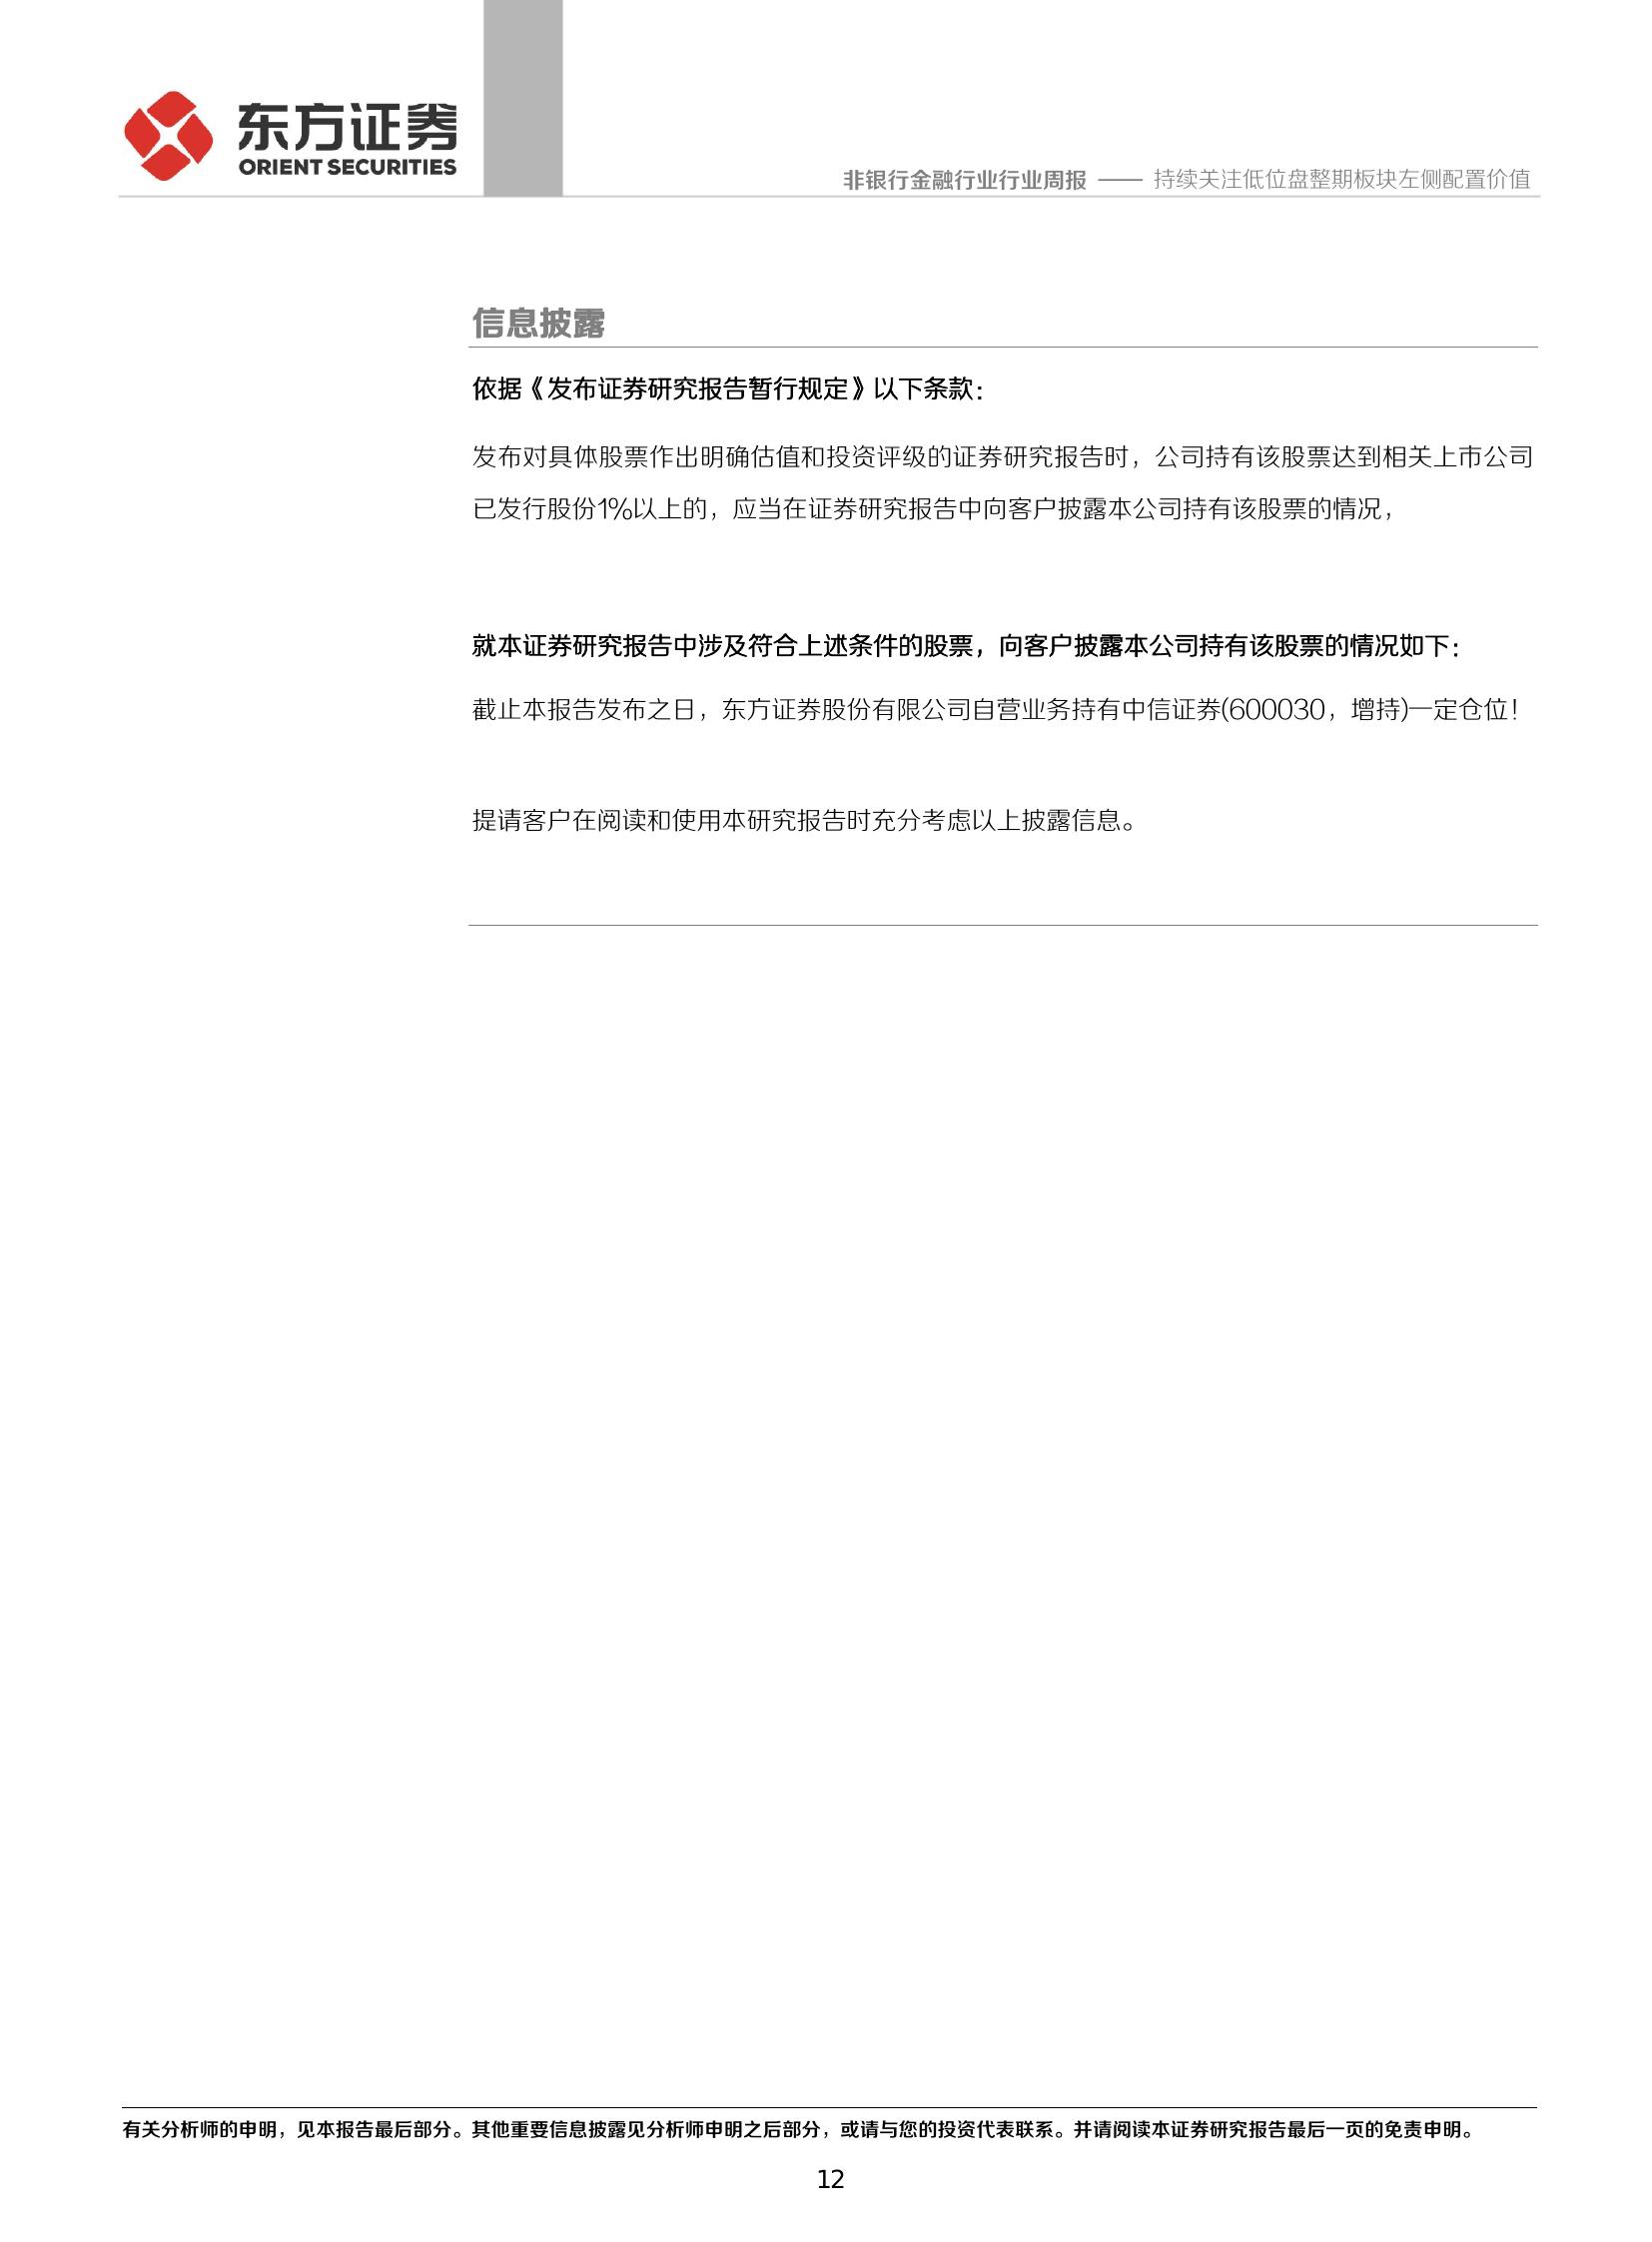 东方证券
ORIENT SECURITIES
非银行金融行业行业周报 —— 持续关注低位盘整期板块左侧配置价值
信息披露
依据《发布证券研究报告暂行规定》以下条款：
发布对具体股票作出明确估值和投资评级的证券研究报告时，公司持有该股票达到相关上市公司
已发行股份1%以上的，应当在证券研究报告中向客户披露本公司持有该股票的情况，
就本证券研究报告中涉及符合上述条件的股票，向客户披露本公司持有该股票的情况如下：
截止本报告发布之日，东方证券股份有限公司自营业务持有中信证券(600030，增持)一定仓位！
提请客户在阅读和使用本研究报告时充分考虑以上披露信息。
有关分析师的申明，见本报告最后部分。其他重要信息披露见分析师申明之后部分，或请与您的投资代表联系。并请阅读本证券研究报告最后一页的免责申明。
12